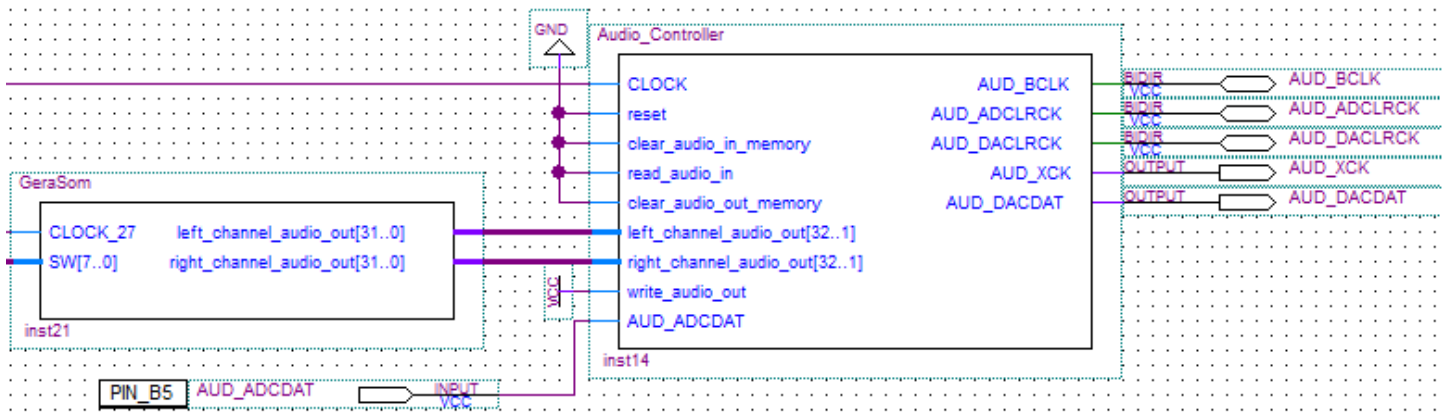 GND
Audio_Controller
CLOCK
reset
clear_audio_in_memory
read_audio_in
clear_audio_out_memory
left_channel_audio_out[32..1]
right_channel_audio_out[32..1]
write_audio_out
AUD_ADCDAT
AUD_BCLK
AUD_ADCLRCK
AUD_DACLRCK
AUD_XCK
AUD_DACDAT
inst14
BIDIR
VCC
AUD_BCLK
BIDIR
VCC
AUD_ADCLRCK
BIDIR
VCC
AUD_DACLRCK
OUTPUT
AUD_XCK
OUTPUT
AUD_DACDAT
GeraSom
CLOCK_27
SW[7..0]
left_channel_audio_out[31..0]
right_channel_audio_out[31..0]
inst21
VCC
PIN_B5
AUD_ADCDAT
INPUT
VCC